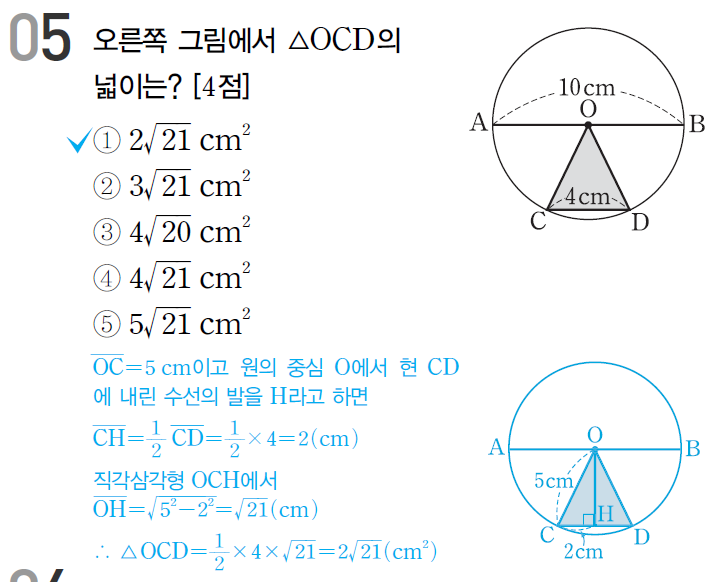 05 오른쪽 그림에서 △OCD의
넓이는? [4점]
① 2√21 cm²
② 3√21 cm²
③ 4√20 cm²
④ 4√21 cm²
⑤ 5√21 cm²
10cm
O
A
B
4cm
C
D
OC=5 cm이고 원의 중심 O에서 현 CD
에 내린 수선의 발을 H라고 하면
CH=1/2 CD=1/2×4=2(cm)
직각삼각형 OCH에서
OH=√5²−2²=√21(cm)
∴ △OCD=1/2×4×√21=2√21(cm²)
O
A
B
5cm
H
C
D
2cm